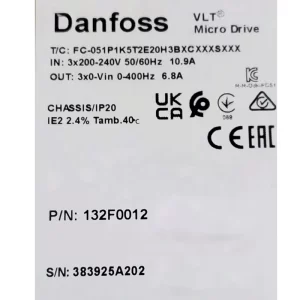 Danfoss
VLT®
Micro Drive
T/C: FC-051P1K5T2E20H3BXCXXXSXXX
IN: 3x200-240V 50/60Hz 10.9A
OUT: 3x0-Vin 0-400Hz 6.8A
CHASSIS/IP20
IE2 2.4% Tamb.40℃
UK
CA
CE
EAC
P/N: 132F0012
S/N: 383925A202